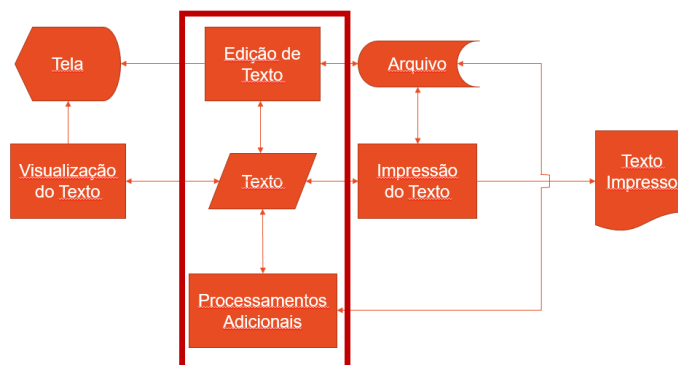 Tela
Edição de
Texto
Arquivo
Visualização
do Texto
Texto
Impressão
do Texto
Texto
Impresso
Processamentos
Adicionais